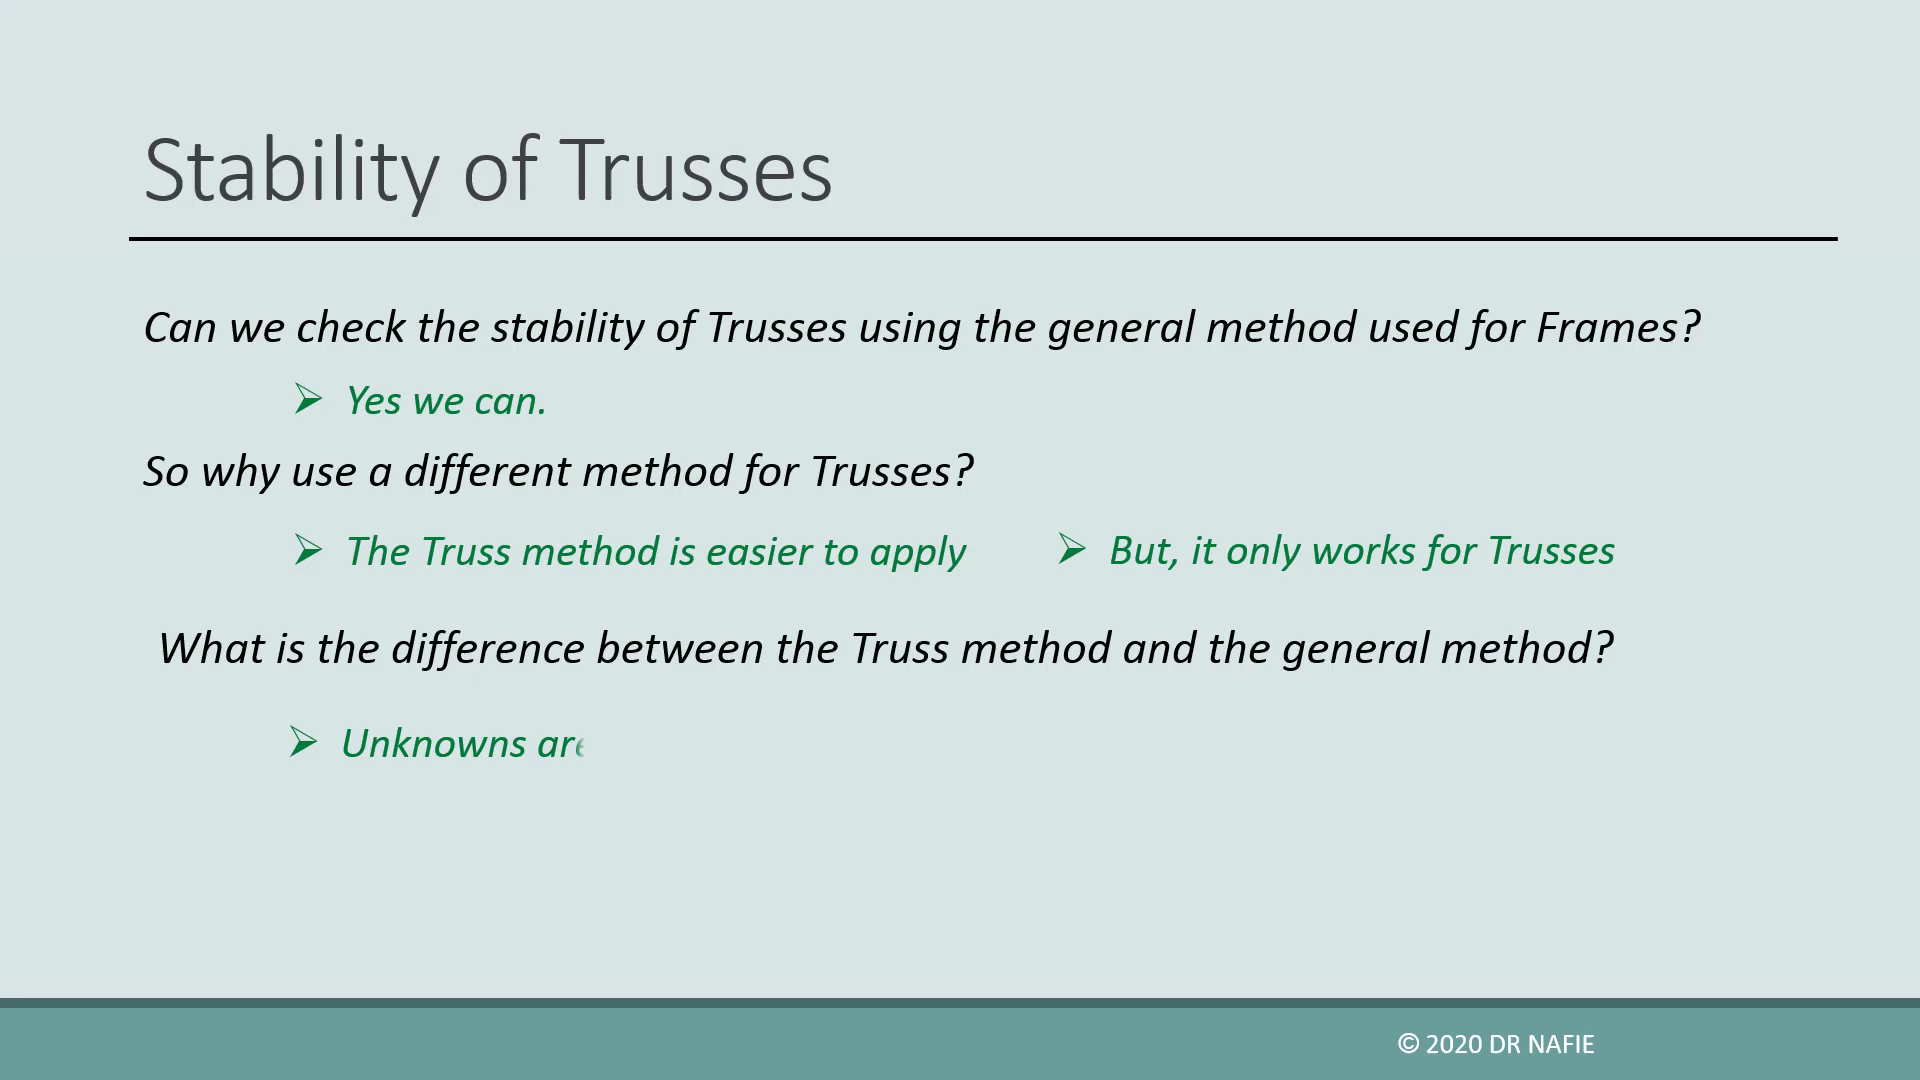 Stability of Trusses
Can we check the stability of Trusses using the general method used for Frames?
Yes we can.
So why use a different method for Trusses?
The Truss method is easier to apply
But, it only works for Trusses
What is the difference between the Truss method and the general method?
Unknowns are
© 2020 DR NAFIE